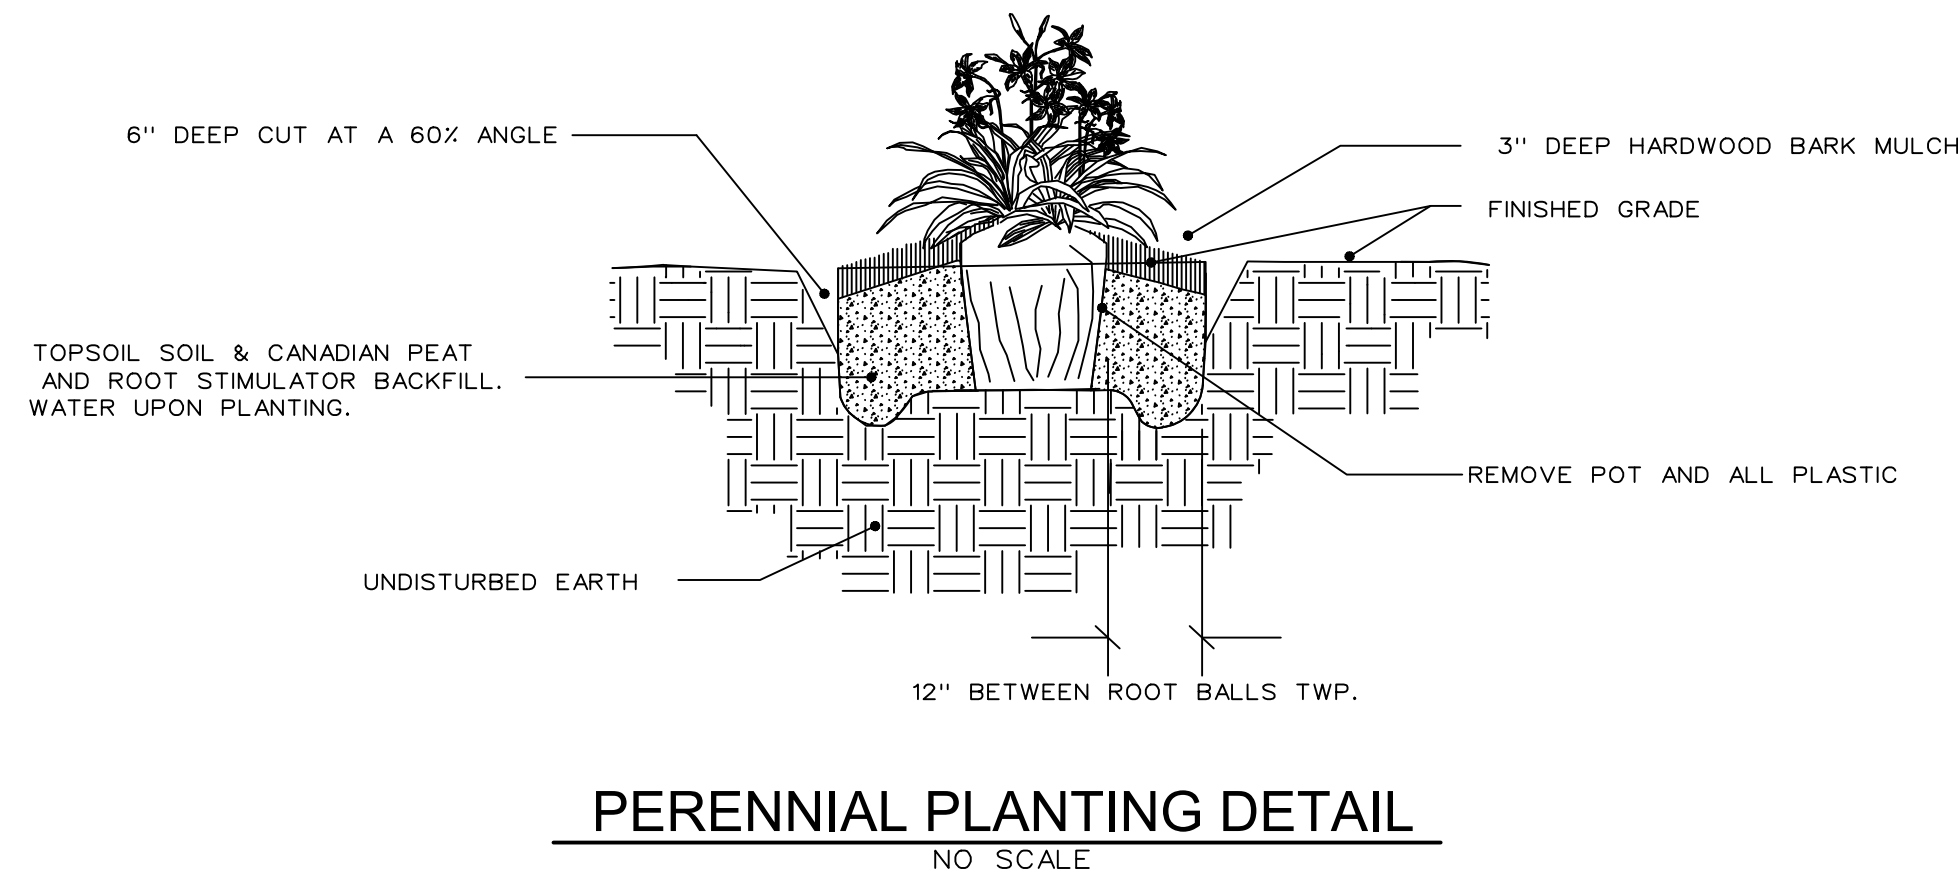 6'' DEEP CUT AT A 60% ANGLE
3'' DEEP HARDWOOD BARK MULCH
FINISHED GRADE
TOPSOIL SOIL & CANADIAN PEAT
AND ROOT STIMULATOR BACKFILL.
WATER UPON PLANTING.
REMOVE POT AND ALL PLASTIC
UNDISTURBED EARTH
12'' BETWEEN ROOT BALLS TWP.
PERENNIAL PLANTING DETAIL
NO SCALE